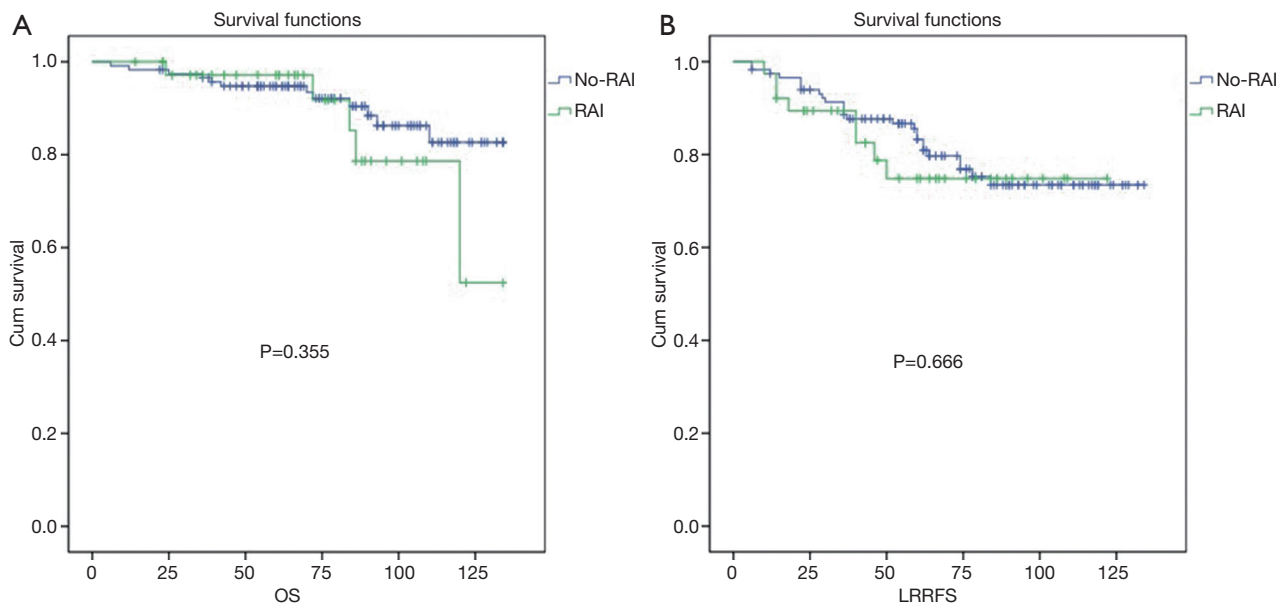 A
Survival functions
1.0
0.8
0.6
0.4
0.2
0.0
Cum survival
P=0.355
0 25 50 75 100 125
OS
No-RAI
RAI
B
Survival functions
1.0
0.8
0.6
0.4
0.2
0.0
Cum survival
P=0.666
0 25 50 75 100 125
LRRFS
No-RAI
RAI